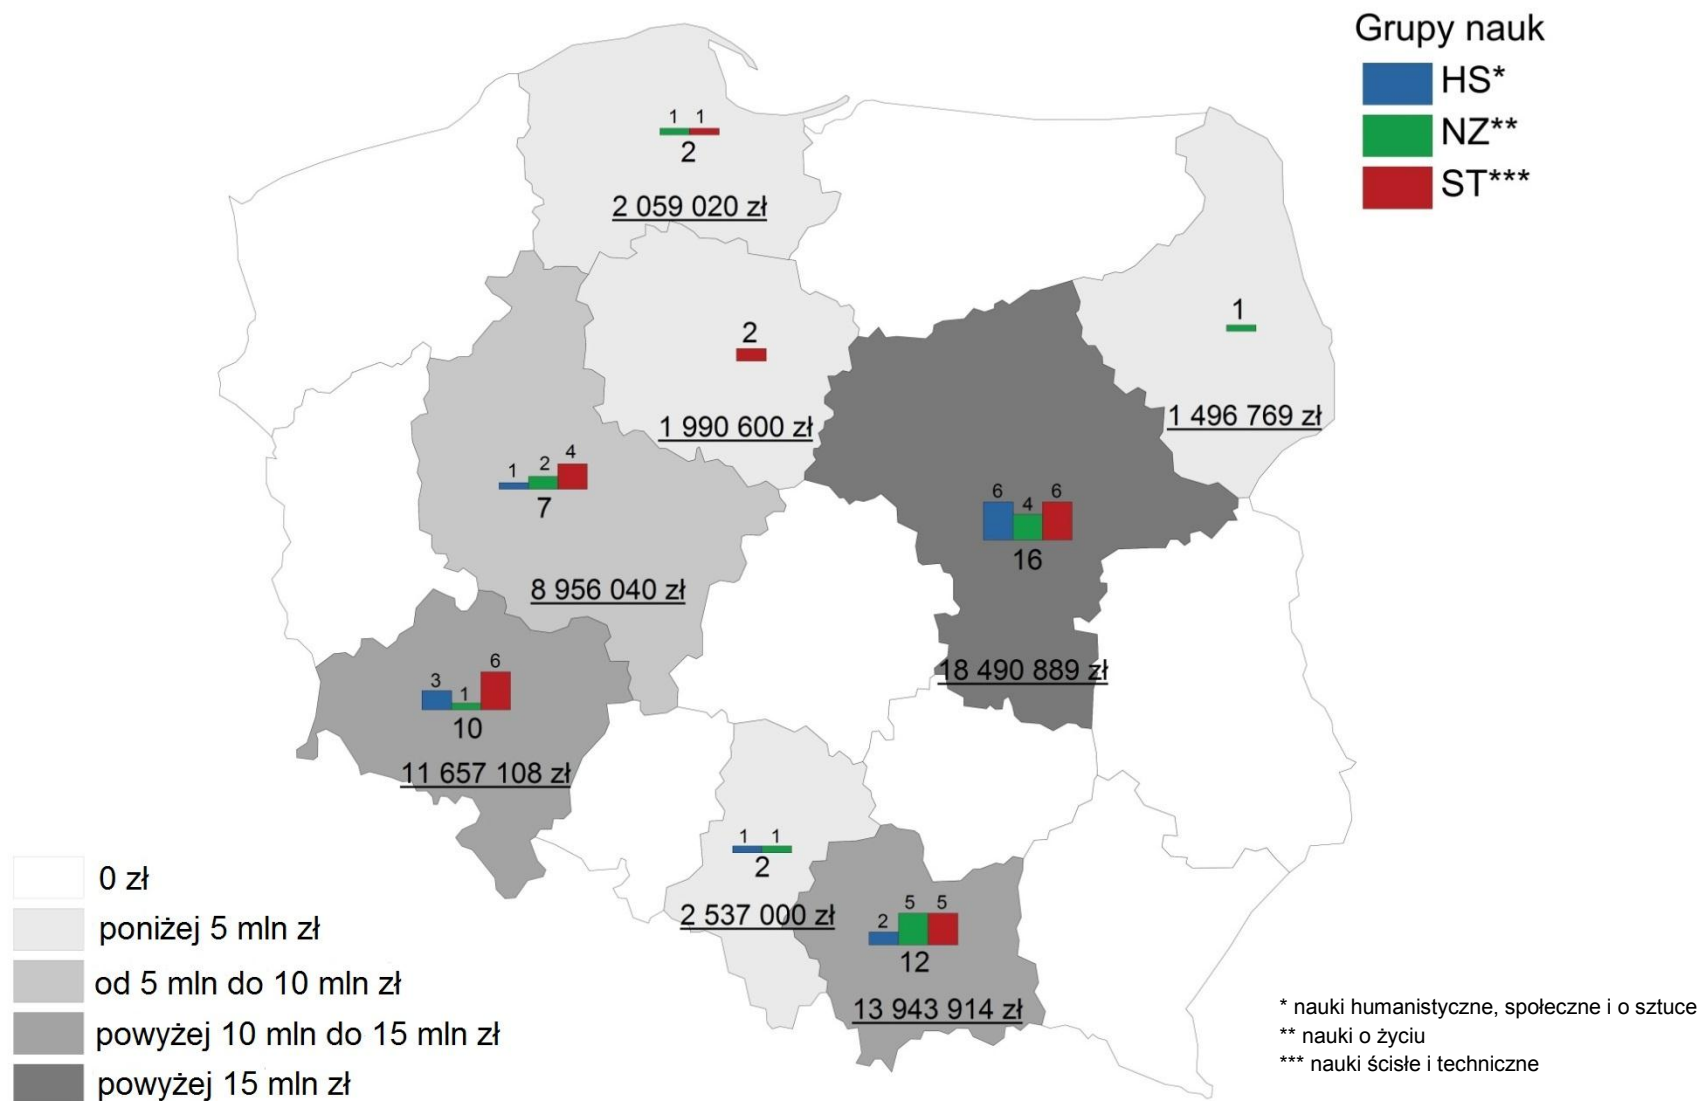 Grupy nauk
HS*
NZ**
ST***
1 1
2
2 059 020 zł
2
1 990 600 zł
1
1 496 769 zł
1 2 4
7
8 956 040 zł
6 4 6
16
18 490 889 zł
3 1 6
10
11 657 108 zł
1 1
2
2 537 000 zł
2 5 5
12
13 943 914 zł
0 zł
poniżej 5 mln zł
od 5 mln do 10 mln zł
powyżej 10 mln do 15 mln zł
powyżej 15 mln zł
* nauki humanistyczne, społeczne i o sztuce
** nauki o życiu
*** nauki ścisłe i techniczne